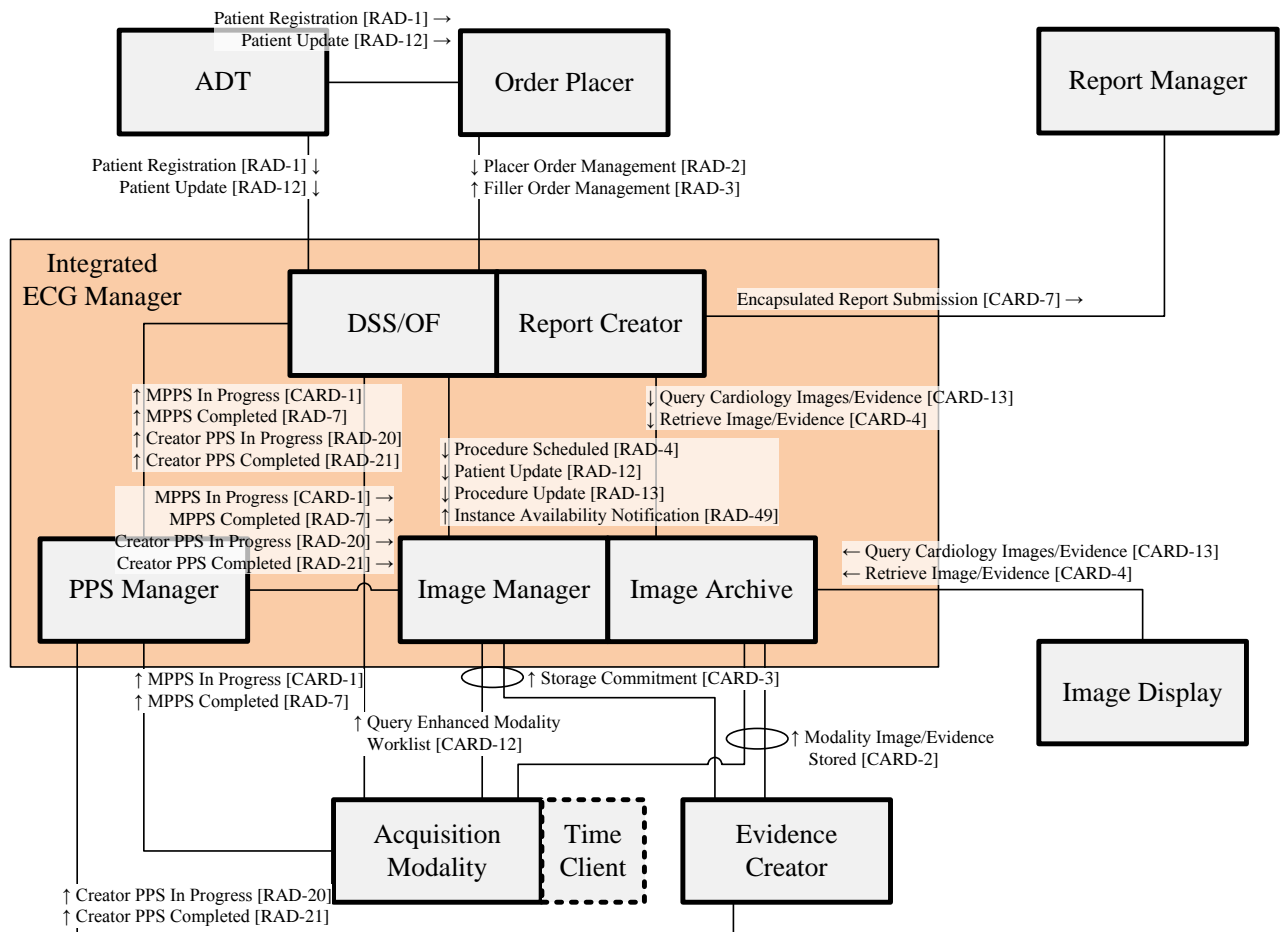 Patient Registration [RAD-1] →
Patient Update [RAD-12] →
ADT
Order Placer
Report Manager
Patient Registration [RAD-1] ↓
Patient Update [RAD-12] ↓
↓ Placer Order Management [RAD-2]
↑ Filler Order Management [RAD-3]
Integrated
ECG Manager
DSS/OF
Report Creator
Encapsulated Report Submission [CARD-7] →
↑ MPPS In Progress [CARD-1]
↑ MPPS Completed [RAD-7]
↑ Creator PPS In Progress [RAD-20]
↑ Creator PPS Completed [RAD-21]
↓ Query Cardiology Images/Evidence [CARD-13]
↓ Retrieve Image/Evidence [CARD-4]
↓ Procedure Scheduled [RAD-4]
↓ Patient Update [RAD-12]
↓ Procedure Update [RAD-13]
↑ Instance Availability Notification [RAD-49]
MPPS In Progress [CARD-1] →
MPPS Completed [RAD-7] →
Creator PPS In Progress [RAD-20] →
Creator PPS Completed [RAD-21] →
← Query Cardiology Images/Evidence [CARD-13]
← Retrieve Image/Evidence [CARD-4]
PPS Manager
Image Manager
Image Archive
↑ MPPS In Progress [CARD-1]
↑ MPPS Completed [RAD-7]
↑ Storage Commitment [CARD-3]
Image Display
↑ Query Enhanced Modality
Worklist [CARD-12]
↑ Modality Image/Evidence
Stored [CARD-2]
Acquisition
Modality
Time
Client
Evidence
Creator
↑ Creator PPS In Progress [RAD-20]
↑ Creator PPS Completed [RAD-21]